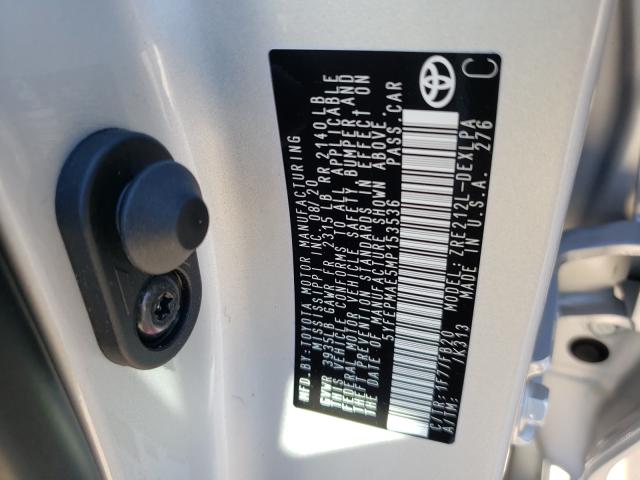 MFD.BY:TOYOTA MOTOR MANUFACTURING
MISSISSIPPI INC. 08/20
GVWR 3935LB GAWR FR 2315 LB RR 2140 LB
THIS VEHICLE CONFORMS TO ALL APPLICABLE
FEDERAL MOTOR VEHICLE SAFETY BUMPER AND
THEFT PREVENTION STANDARDS IN EFFECT ON
THE DATE OF MANUFACTURE SHOWN ABOVE.
5YFEPMAE5MP153536 PASS.CAR
C/TR: 1F7/FB20 MODEL: ZRE212L-DEXLPA
A/TM: /K313 MADE IN U.S.A. 276
C